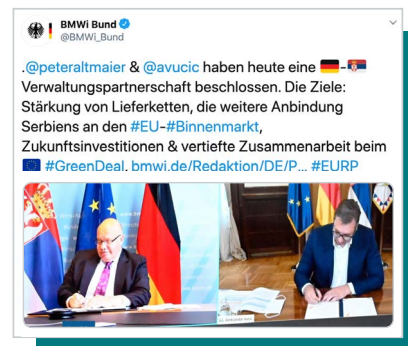 BMWi Bund
@BMWi_Bund
.@peteraltmaier & @avucic haben heute eine 🇩🇪-🇷🇸
Verwaltungspartnerschaft beschlossen. Die Ziele:
Stärkung von Lieferketten, die weitere Anbindung
Serbiens an den #EU-#Binnenmarkt,
Zukunftsinvestitionen & vertiefte Zusammenarbeit beim
🇪🇺 #GreenDeal. bmwi.de/Redaktion/DE/P... #EURP